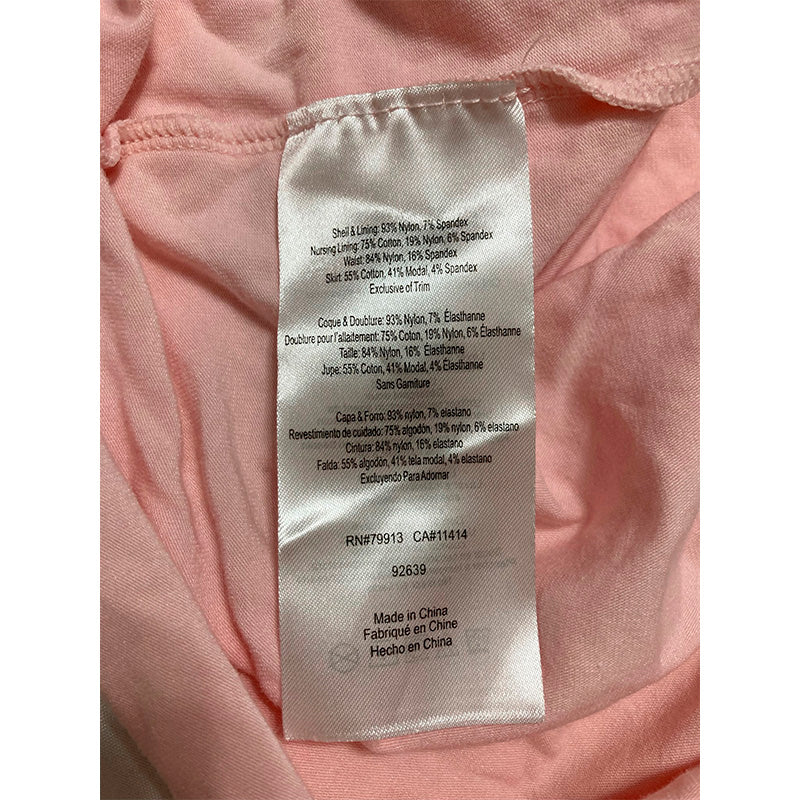 Shell & Lining: 93% Nylon, 7% Spandex
Nursing Lining: 75% Cotton, 19% Nylon, 6% Spandex
Waist: 84% Nylon, 16% Spandex
Skirt: 55% Cotton, 41% Modal, 4% Spandex
Exclusive of Trim
Coque & Doublure: 93% Nylon, 7% Élasthanne
Doublure pour l'allaitement: 75% Coton, 19% Nylon, 6% Élasthanne
Taille: 84% Nylon, 16% Élasthanne
Jupe: 55% Coton, 41% Modal, 4% Élasthanne
Sans Garniture
Capa & Forro: 93% nylon, 7% elastano
Revestimiento de cuidado: 75% algodón, 19% nylon, 6% elastano
Cintura: 84% nylon, 16% elastano
Falda: 55% algodón, 41% tela modal, 4% elastano
Excluyendo Para Adornar
RN#79913 CA#11414
92639
Made in China
Fabriqué en Chine
Hecho en China